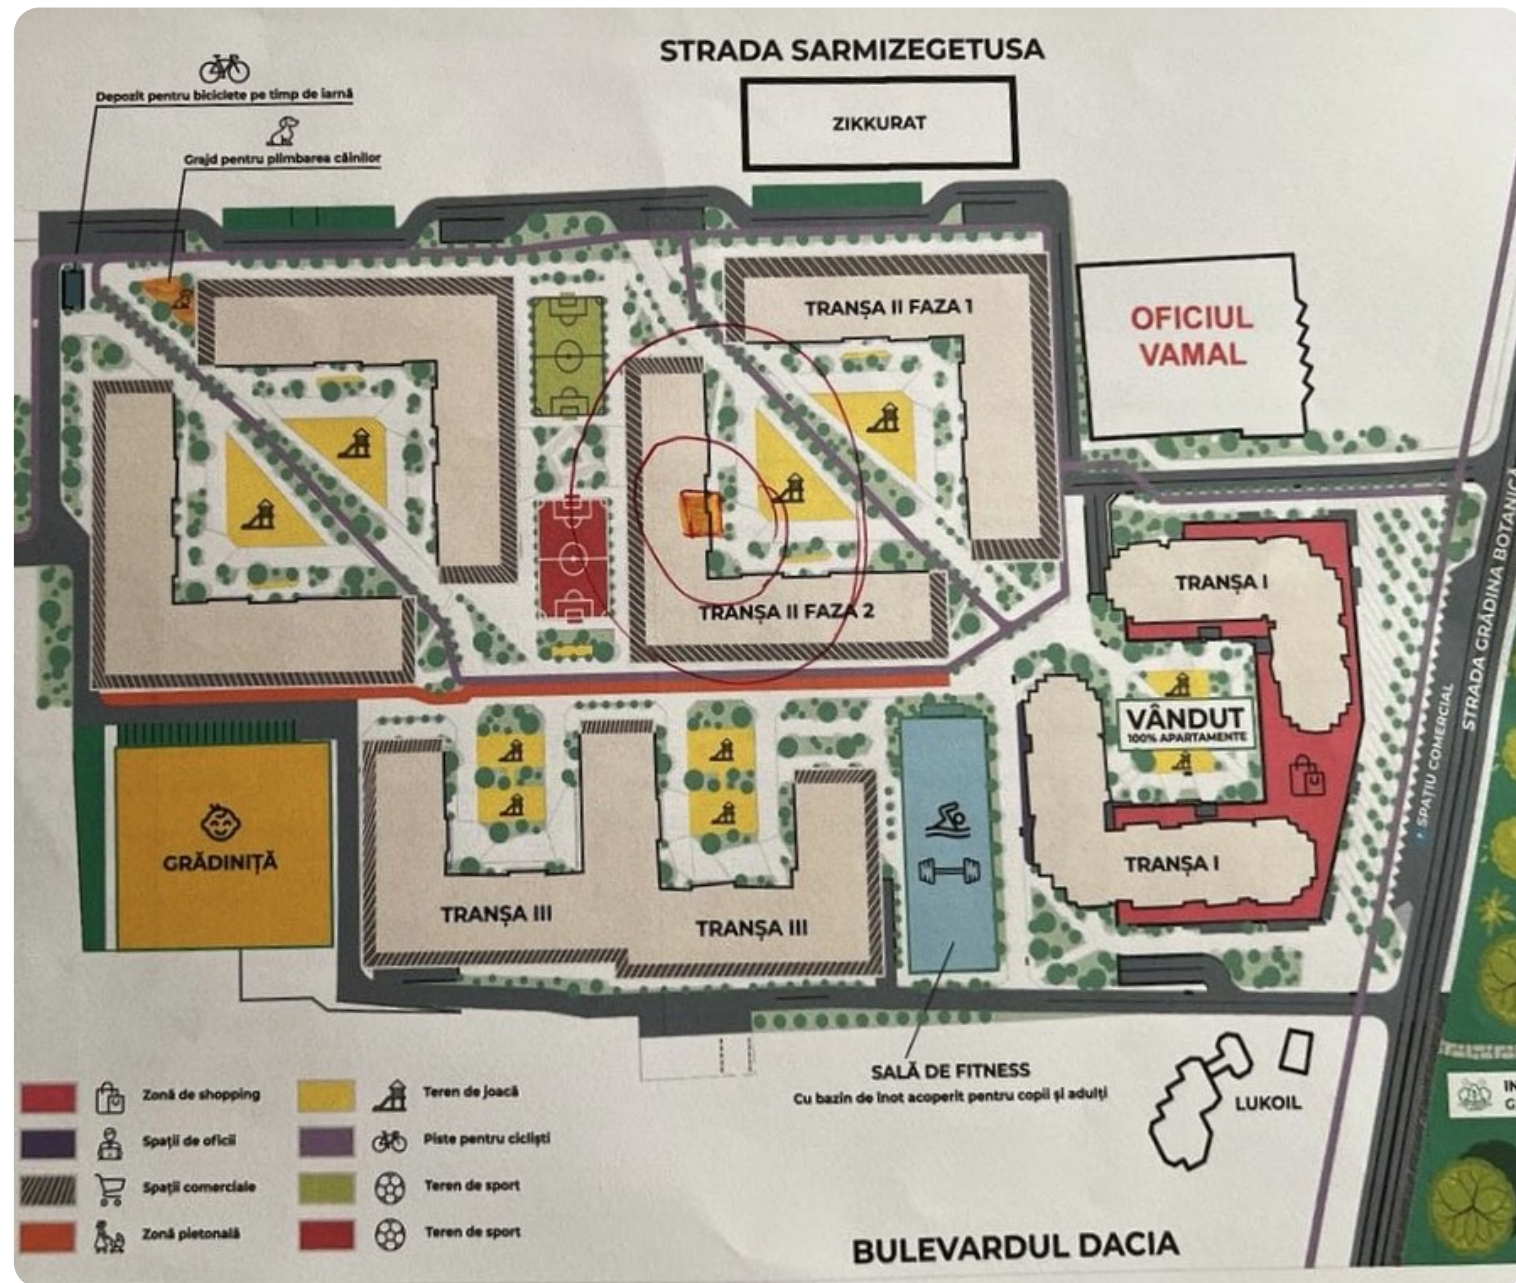 STRADA SARMIZEGETUSA
Depozit pentru biciclete pe timp de iarnă
Grajd pentru plimbarea câinilor
ZIKKURAT
TRANȘA II FAZA 1
OFICIUL
VAMAL
TRANȘA II FAZA 2
TRANȘA I
VÂNDUT
100% APARTAMENTE
TRANȘA I
SPAȚIU COMERCIAL
STRADA GRĂDINA BOTANICĂ
GRĂDINIȚĂ
TRANȘA III
TRANȘA III
SALĂ DE FITNESS
Cu bazin de înot acoperit pentru copii și adulți
LUKOIL
IN
G
Zonă de shopping
Spații de oficii
Spații comerciale
Zonă pietonală
Teren de joacă
Piste pentru cicliști
Teren de sport
Teren de sport
BULEVARDUL DACIA